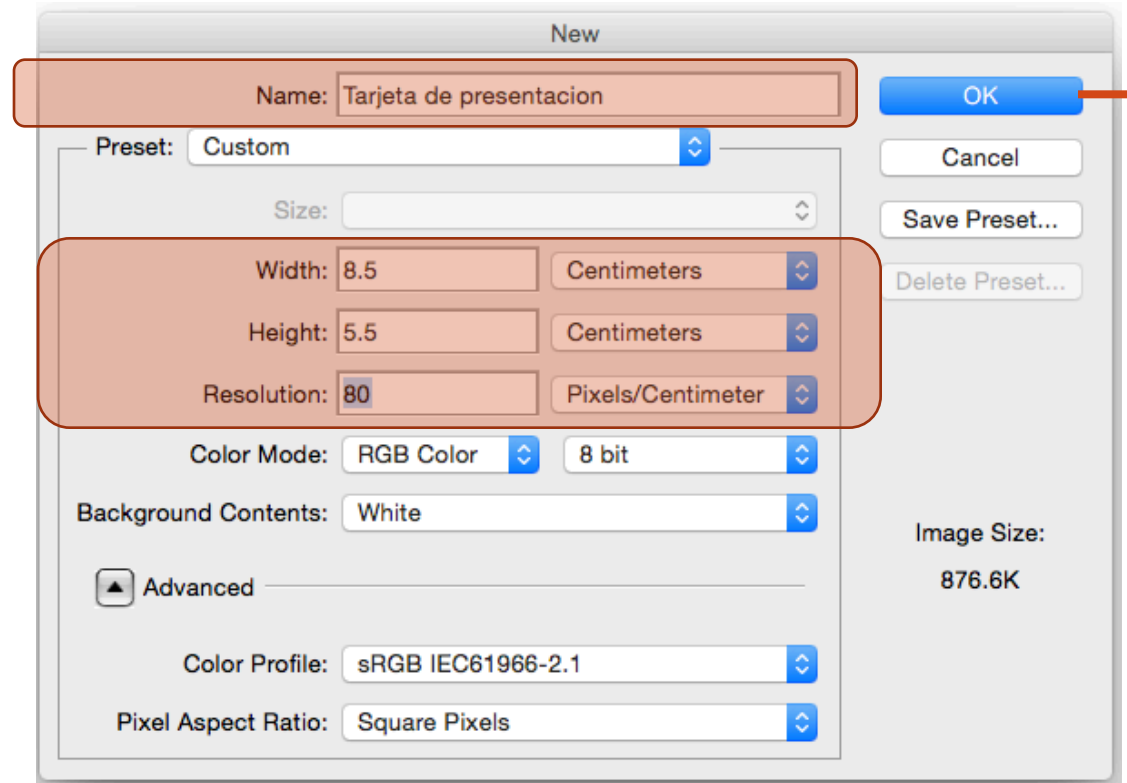 New
Name: Tarjeta de presentacion
OK
Preset: Custom
Cancel
Size:
Save Preset...
Width: 8.5 Centimeters
Delete Preset...
Height: 5.5 Centimeters
Resolution: 80 Pixels/Centimeter
Color Mode: RGB Color 8 bit
Background Contents: White
Image Size:
876.6K
Advanced
Color Profile: sRGB IEC61966-2.1
Pixel Aspect Ratio: Square Pixels